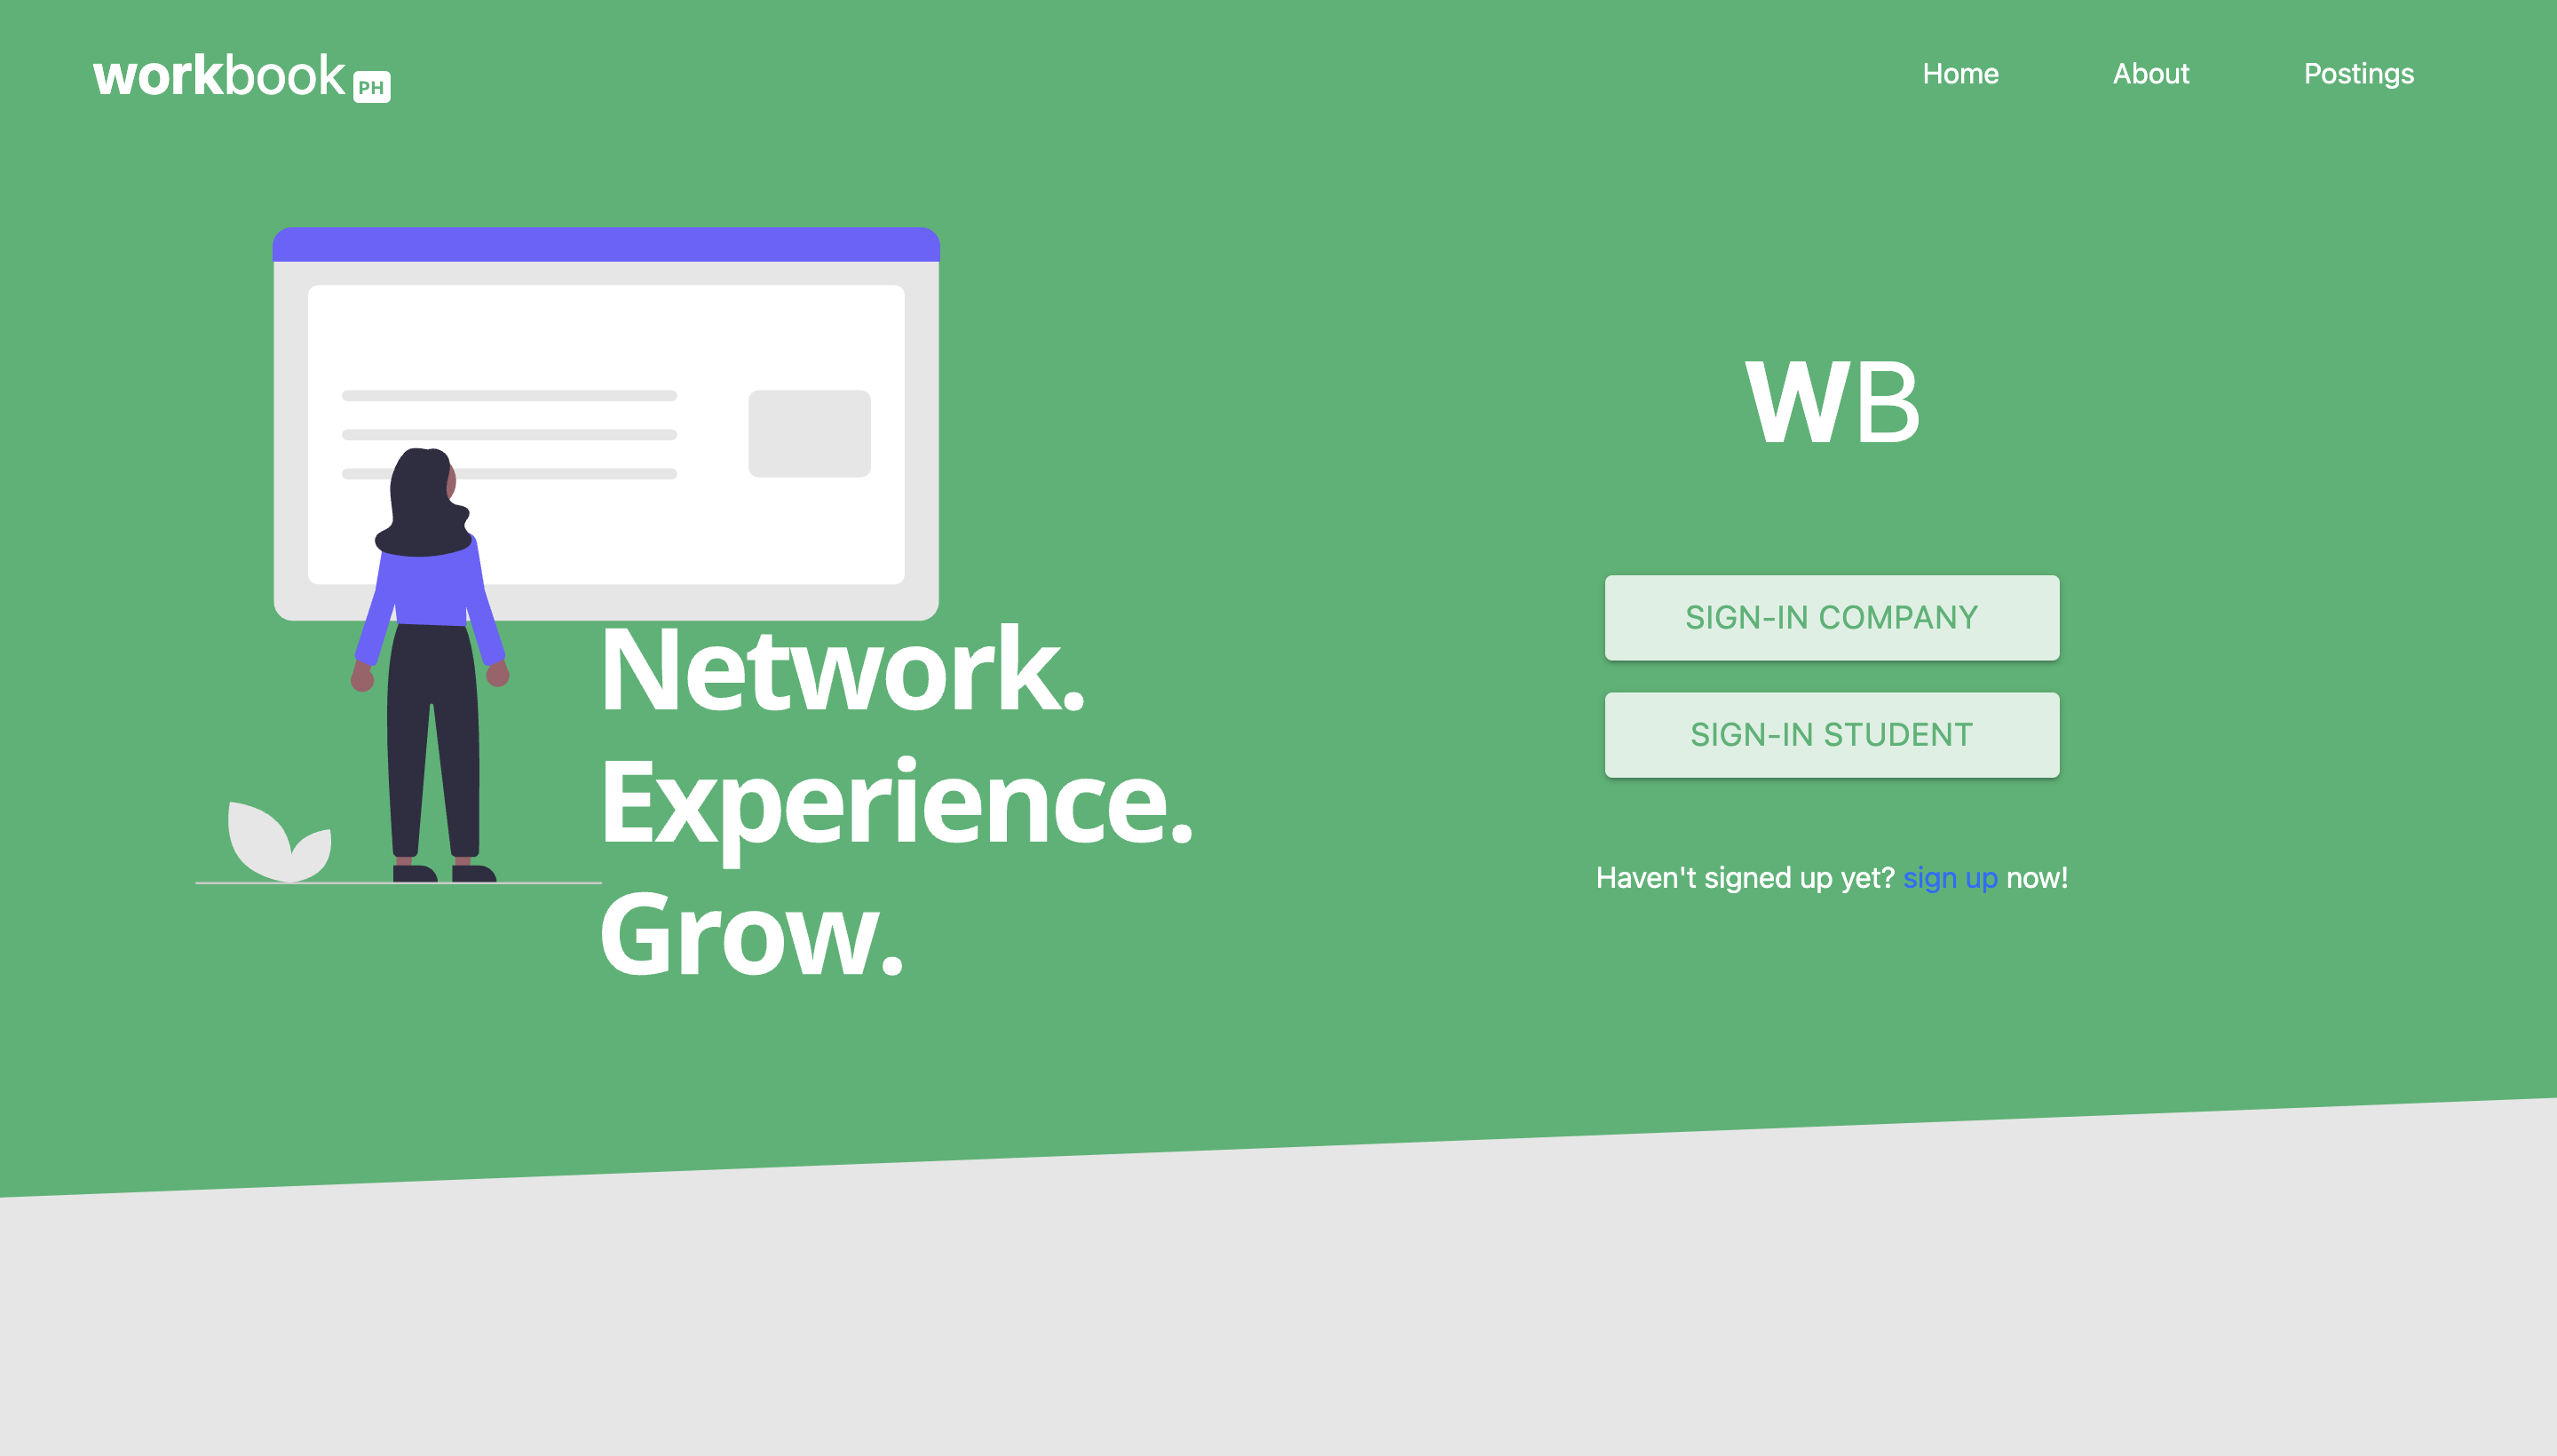 workbook PH
Home About Postings
Network.
Experience.
Grow.
WB
SIGN-IN COMPANY
SIGN-IN STUDENT
Haven't signed up yet? sign up now!